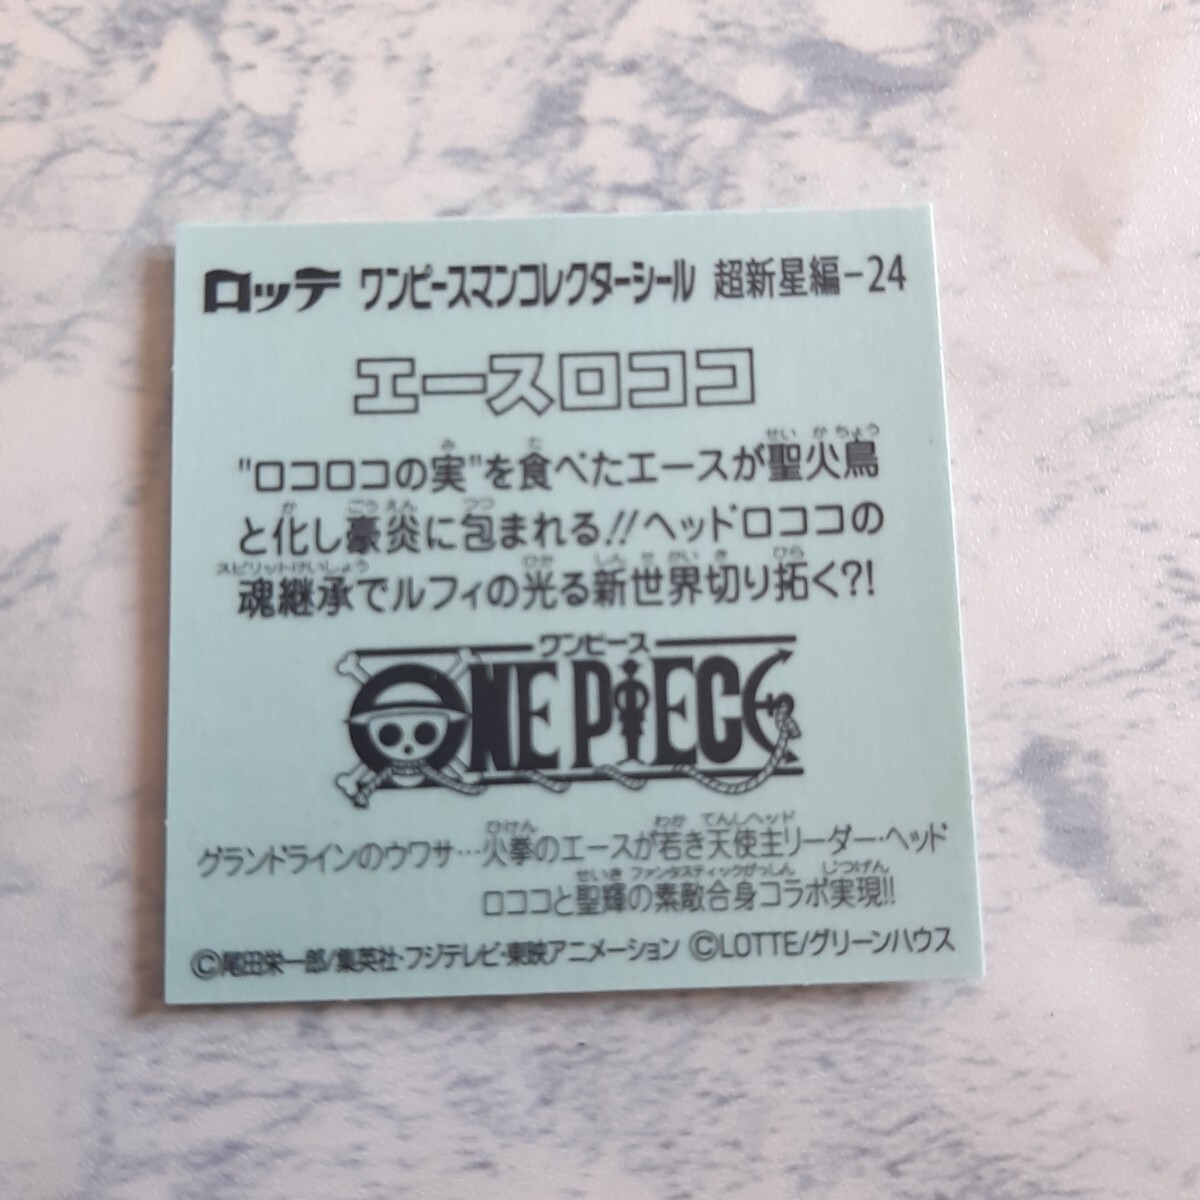 ロッテ ワンピースマンコレクターシール 超新星編-24
エースロココ
"ロコロコの実"を食べたエースが聖火鳥
と化し豪炎に包まれる!!ヘッドロココの
魂継承でルフィの光る新世界切り拓く?!
ワンピース
ONE PIECE
グランドラインのウワサ…火拳のエースが若き天使主リーダー・ヘッド
ロココと聖輝の素敵合身コラボ実現!!
©尾田栄一郎/集英社・フジテレビ・東映アニメーション ©LOTTE/グリーンハウス